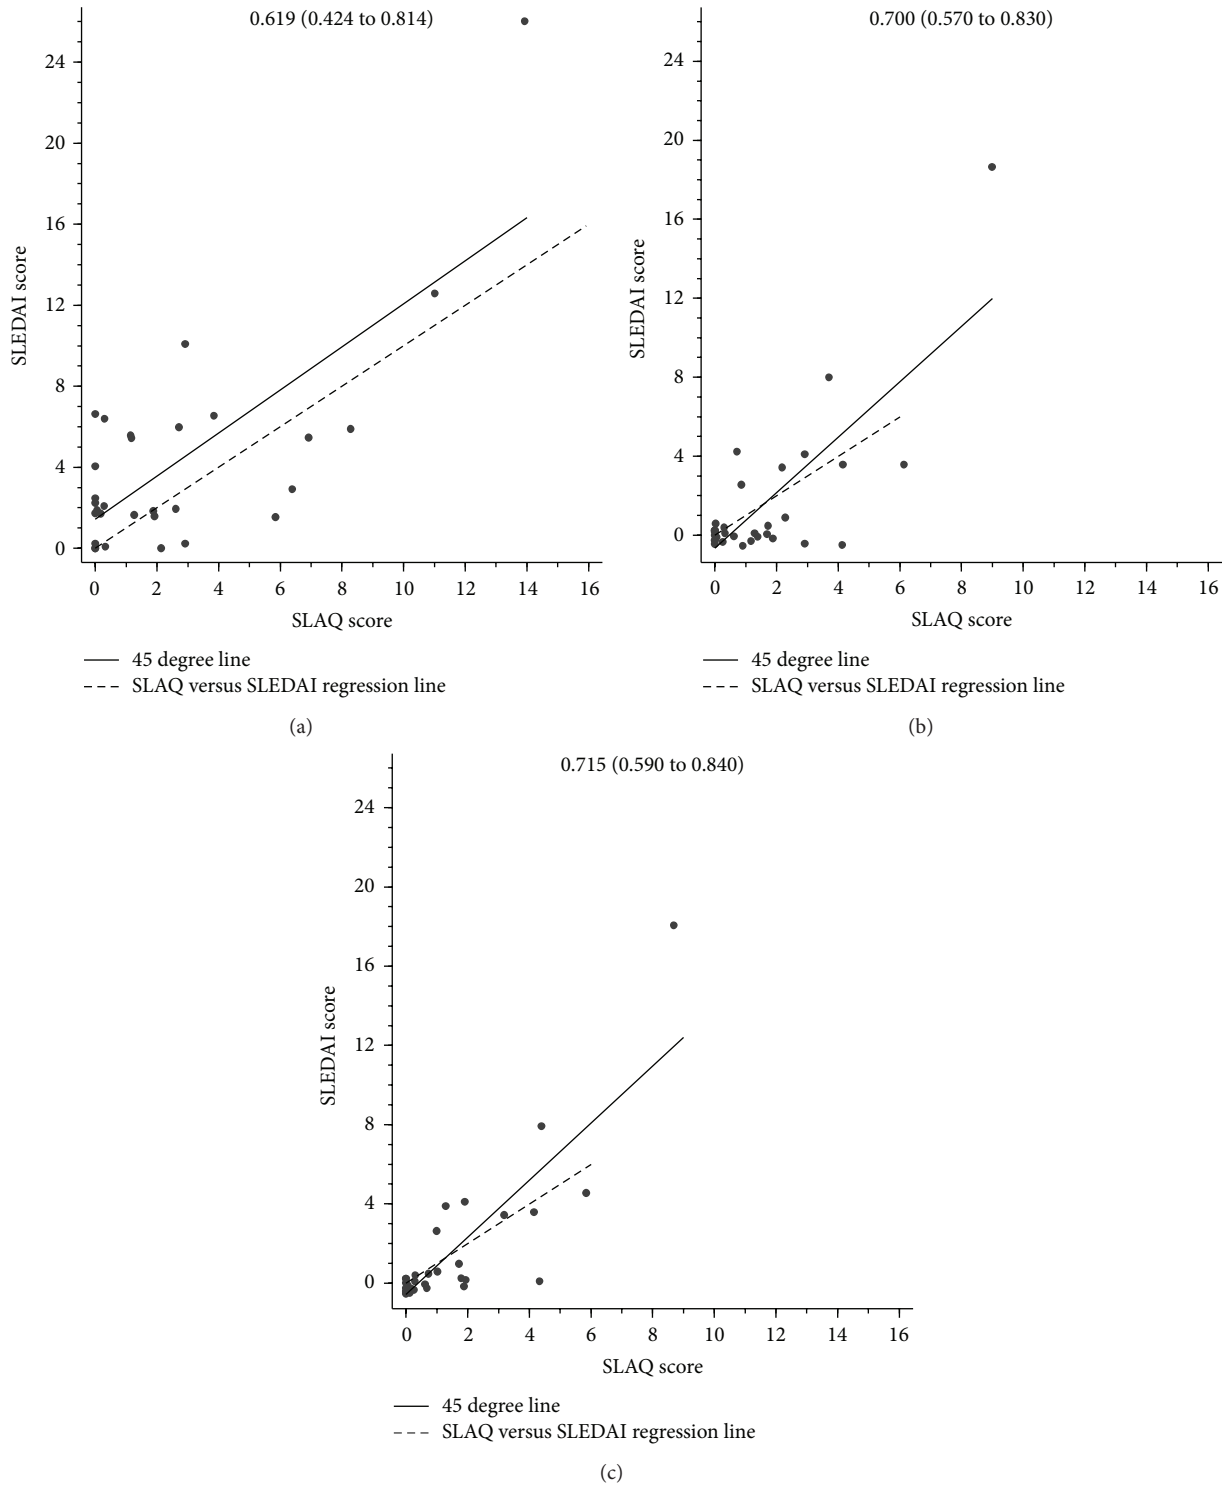 0.619 (0.424 to 0.814)
24
20
16
12
8
4
0
SLEDAI score
0 2 4 6 8 10 12 14 16
SLAQ score
45 degree line
SLAQ versus SLEDAI regression line
(a)
0.700 (0.570 to 0.830)
24
20
16
12
8
4
0
SLEDAI score
0 2 4 6 8 10 12 14 16
SLAQ score
45 degree line
SLAQ versus SLEDAI regression line
(b)
0.715 (0.590 to 0.840)
24
20
16
12
8
4
0
SLEDAI score
0 2 4 6 8 10 12 14 16
SLAQ score
45 degree line
SLAQ versus SLEDAI regression line
(c)